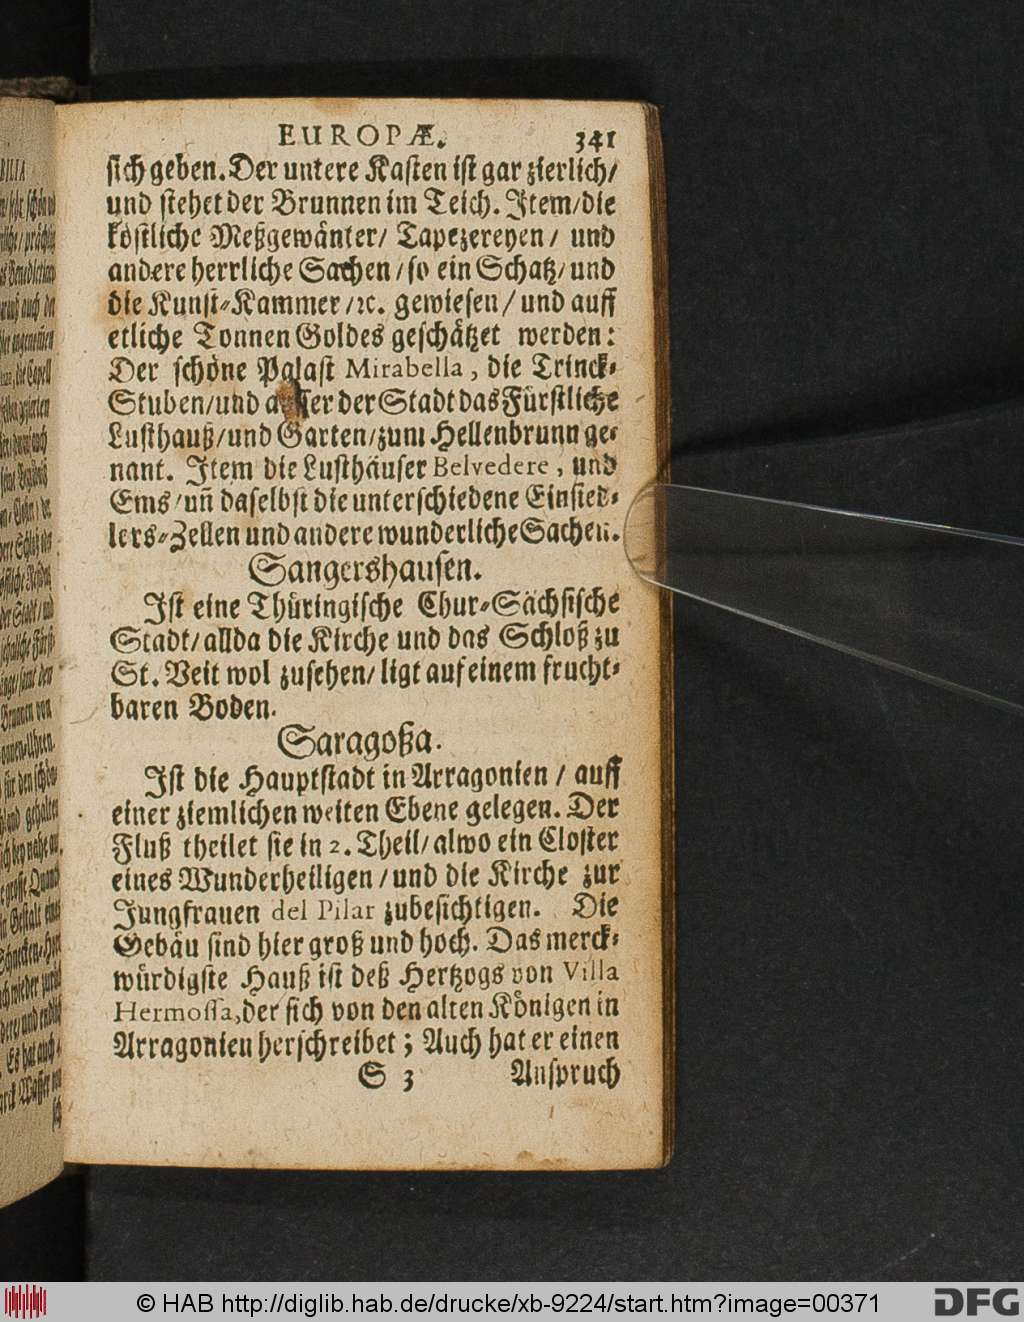 EUROPÆ. 341
sich geben. Der untere Kasten ist gar zierlich/
und stehet der Brunnen im Teich. Item/die
köstliche Meßgewänter/ Tapezereyen/ und
andere herrliche Sachen/so ein Schatz/und
die Kunst-Kammer/ꝛc. gewiesen/und auff
etliche Tonnen Goldes geschätzet werden:
Der schöne Palast Mirabella, die Trinck-
Stuben/und ausser der Stadt das Fürstliche
Lusthauß/und Garten/zum Hellenbrunn ge-
nant. Item die Lusthäuser Belvedere, und
Ems/uñ daselbst die unterschiedene Einsied-
lers-Zellen und andere wunderliche Sachen.
Sangershausen.
Ist eine Thüringische Chur-Sächsische
Stadt/allda die Kirche und das Schloß zu
St. Veit wol zusehen/ligt auf einem frucht-
baren Boden.
Saragoßa.
Ist die Hauptstadt in Arragonien/ auff
einer ziemlichen weiten Ebene gelegen. Der
Fluß theilet sie in 2. Theil/alwo ein Closter
eines Wunderheiligen/und die Kirche zur
Jungfrauen del Pilar zubesichtigen. Die
Gebäu sind hier groß und hoch. Das merck-
würdigste Hauß ist deß Hertzogs von Villa
Hermossa, der sich von den alten Königen in
Arragonien herschreibet; Auch hat er einen
S 3 Anspruch
© HAB http://diglib.hab.de/drucke/xb-9224/start.htm?image=00371
DFG